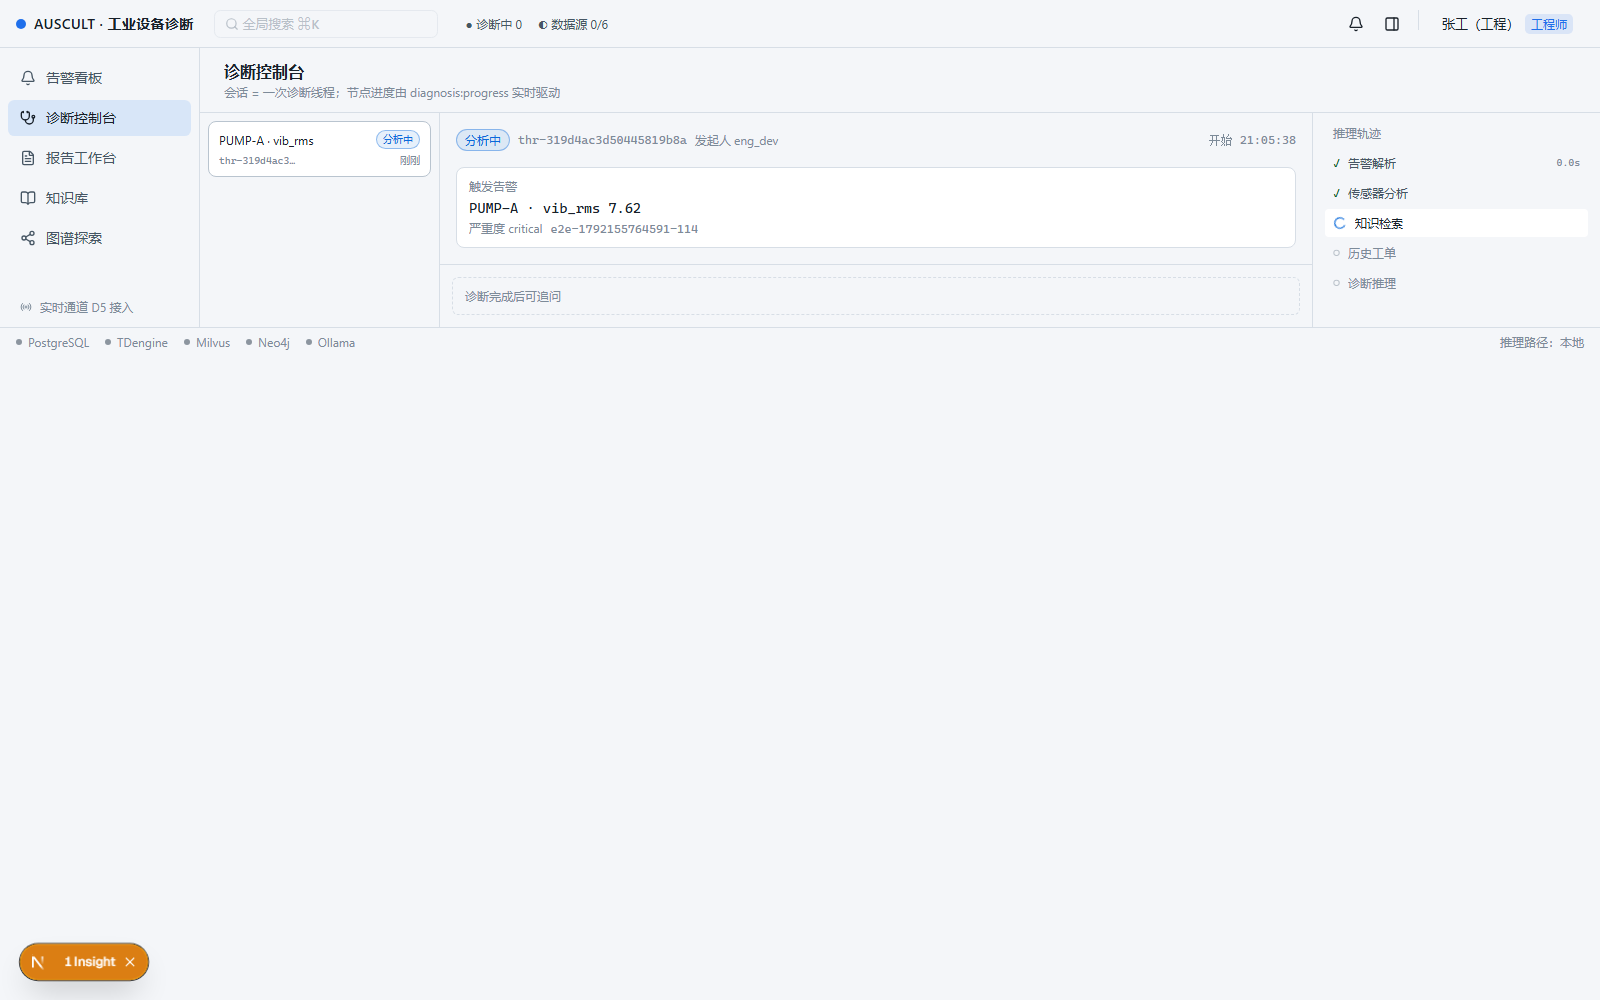 AUSCULT · 工业设备诊断
全局搜索 ⌘K
诊断中 0
数据源 0/6
张工（工程）
工程师
告警看板
诊断控制台
报告工作台
知识库
图谱探索
实时通道 D5 接入
诊断控制台
会话 = 一次诊断线程；节点进度由 diagnosis:progress 实时驱动
PUMP-A · vib_rms
分析中
thr-319d4ac3…
刚刚
分析中
thr-319d4ac3d50445819b8a
发起人 eng_dev
开始 21:05:38
触发告警
PUMP-A · vib_rms 7.62
严重度 critical e2e-1792155764591-114
诊断完成后可追问
推理轨迹
✓ 告警解析
0.0s
✓ 传感器分析
知识检索
历史工单
诊断推理
PostgreSQL
TDengine
Milvus
Neo4j
Ollama
推理路径：本地
N
1 Insight